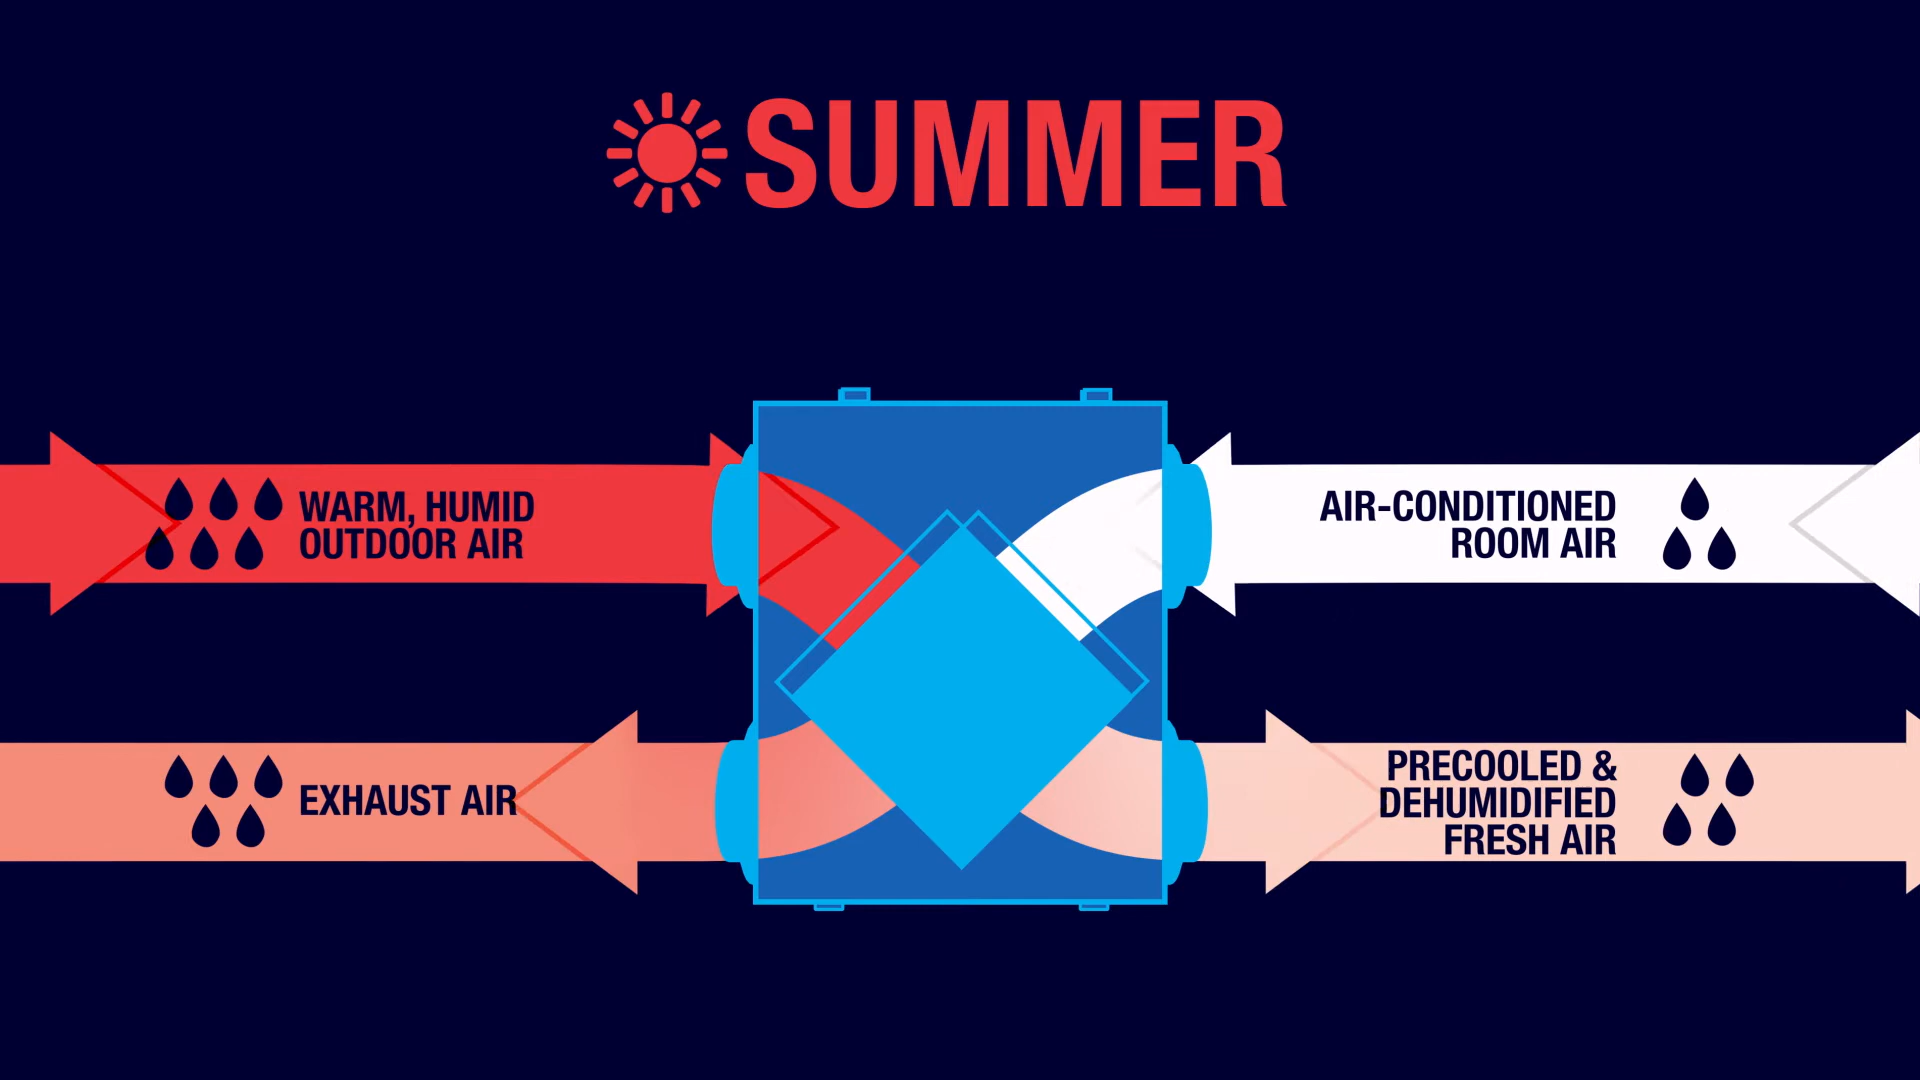 SUMMER
WARM, HUMID
OUTDOOR AIR
AIR-CONDITIONED
ROOM AIR
EXHAUST AIR
PRECOOLED &
DEHUMIDIFIED
FRESH AIR